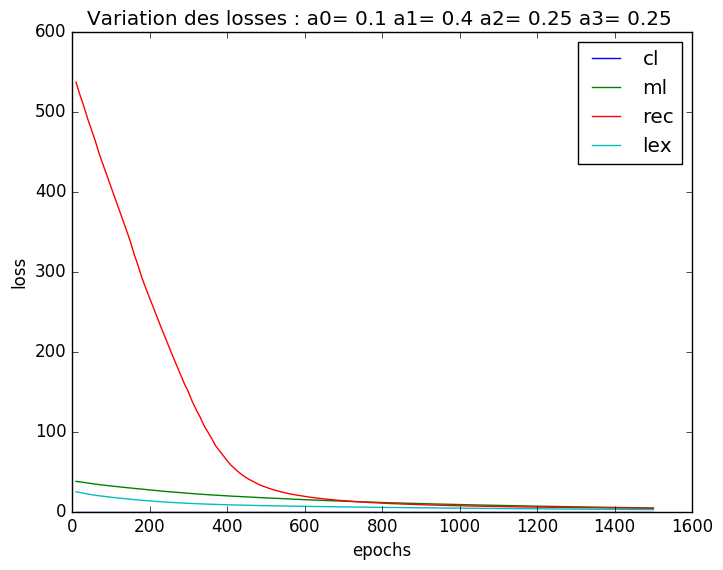 Variation des losses : a0= 0.1 a1= 0.4 a2= 0.25 a3= 0.25
600
500
400
300
200
100
0
loss
cl
ml
rec
lex
0 200 400 600 800 1000 1200 1400 1600
epochs